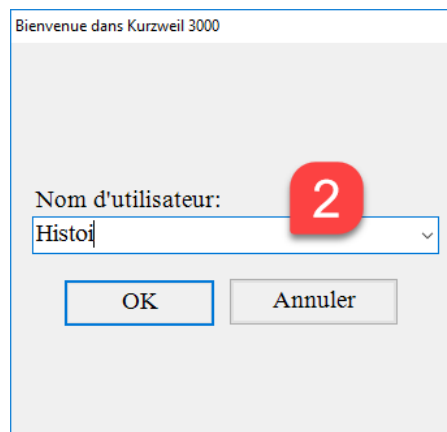 Bienvenue dans Kurzweil 3000
Nom d'utilisateur:
2
Histoi
OK
Annuler